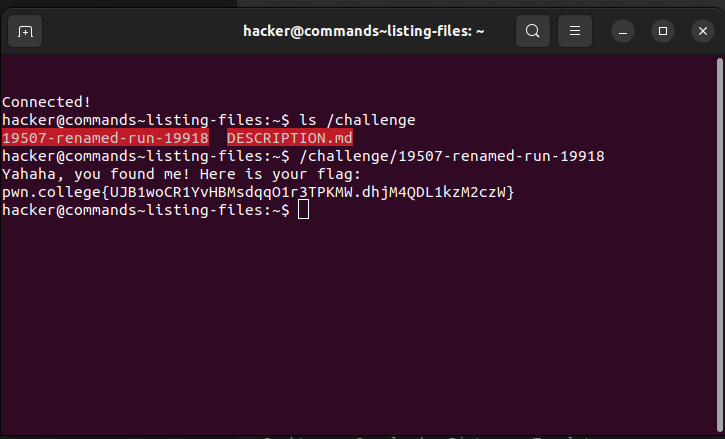 hacker@commands~listing-files: ~
Connected!
hacker@commands~listing-files:~$ ls /challenge
19507-renamed-run-19918  DESCRIPTION.md
hacker@commands~listing-files:~$ /challenge/19507-renamed-run-19918
Yahaha, you found me! Here is your flag:
pwn.college{UJB1woCR1YvHBMsdqqO1r3TPKMW.dhjM4QDL1kzM2czW}
hacker@commands~listing-files:~$